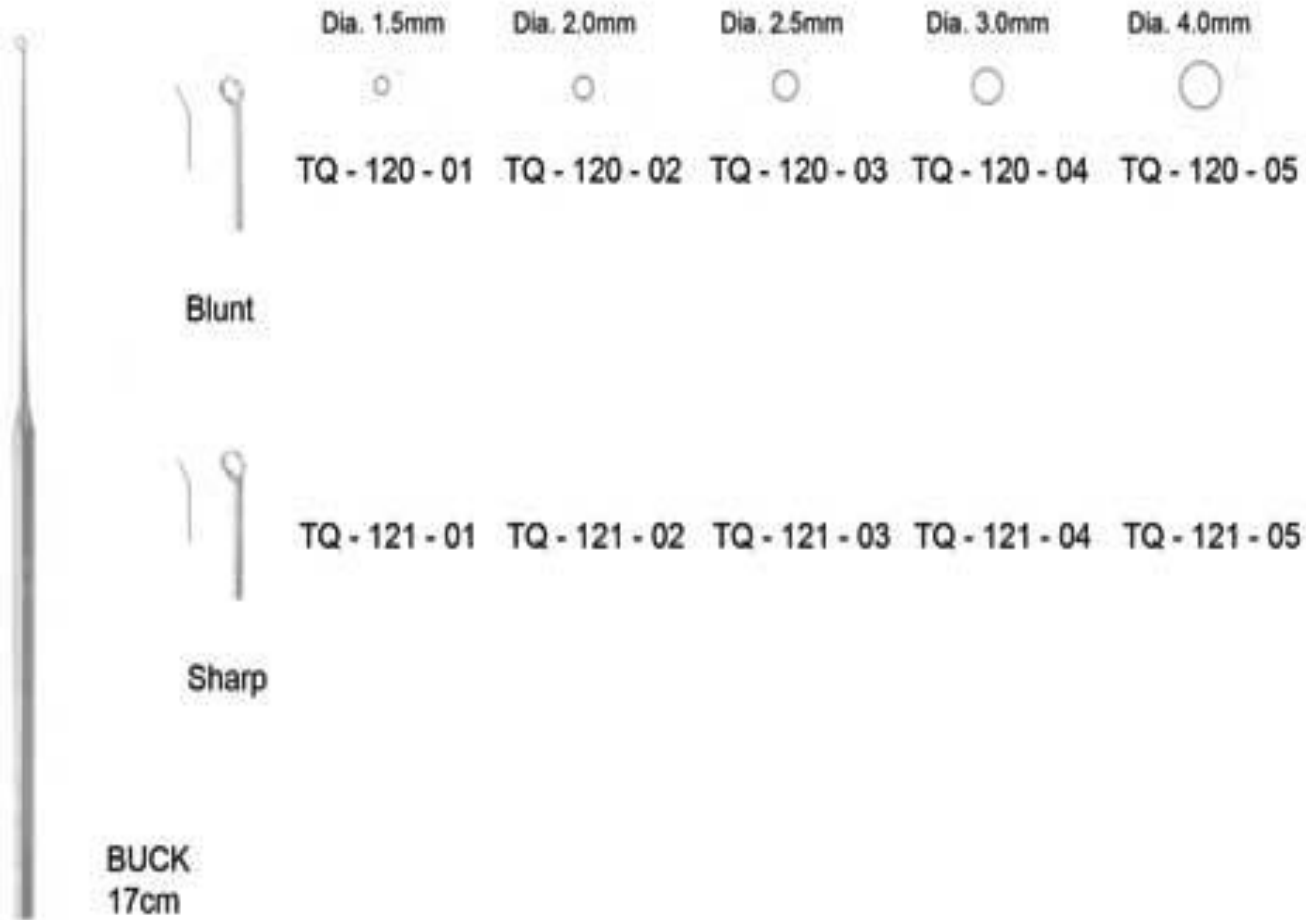 Dia. 1.5mm Dia. 2.0mm Dia. 2.5mm Dia. 3.0mm Dia. 4.0mm
TQ - 120 - 01 TQ - 120 - 02 TQ - 120 - 03 TQ - 120 - 04 TQ - 120 - 05
Blunt
TQ - 121 - 01 TQ - 121 - 02 TQ - 121 - 03 TQ - 121 - 04 TQ - 121 - 05
Sharp
BUCK
17cm